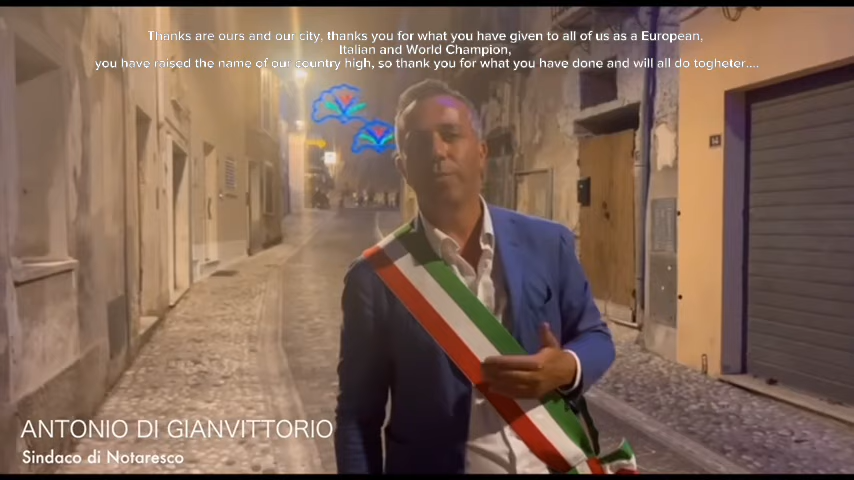 Thanks are ours and our city, thanks you for what you have given to all of us as a European,
Italian and World Champion,
you have raised the name of our country high, so thank you for what you have done and will all do togheter....
14
ANTONIO DI GIANVITTORIO
Sindaco di Notaresco